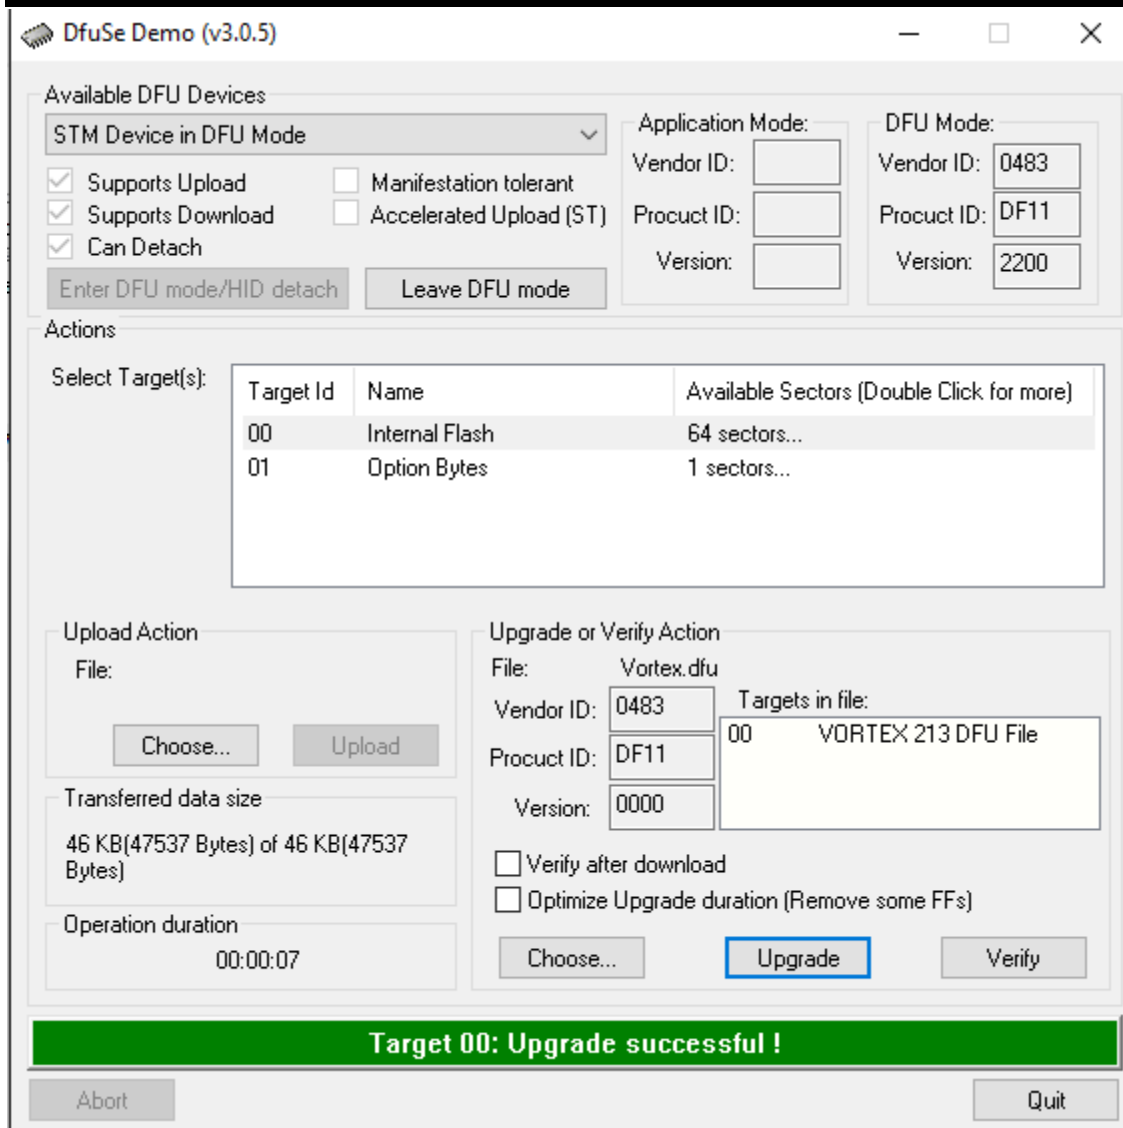 DfuSe Demo (v3.0.5)
Available DFU Devices
STM Device in DFU Mode
Supports Upload
Manifestation tolerant
Supports Download
Accelerated Upload (ST)
Can Detach
Enter DFU mode/HID detach
Leave DFU mode
Application Mode:
Vendor ID:
Procuct ID:
Version:
DFU Mode:
Vendor ID: 0483
Procuct ID: DF11
Version: 2200
Actions
Select Target(s):
Target Id Name Available Sectors (Double Click for more)
00 Internal Flash 64 sectors...
01 Option Bytes 1 sectors...
Upload Action
File:
Choose... Upload
Transferred data size
46 KB(47537 Bytes) of 46 KB(47537
Bytes)
Operation duration
00:00:07
Upgrade or Verify Action
File: Vortex.dfu
Vendor ID: 0483
Procuct ID: DF11
Version: 0000
Targets in file:
00 VORTEX 213 DFU File
Verify after download
Optimize Upgrade duration (Remove some FFs)
Choose... Upgrade Verify
Target 00: Upgrade successful !
Abort Quit